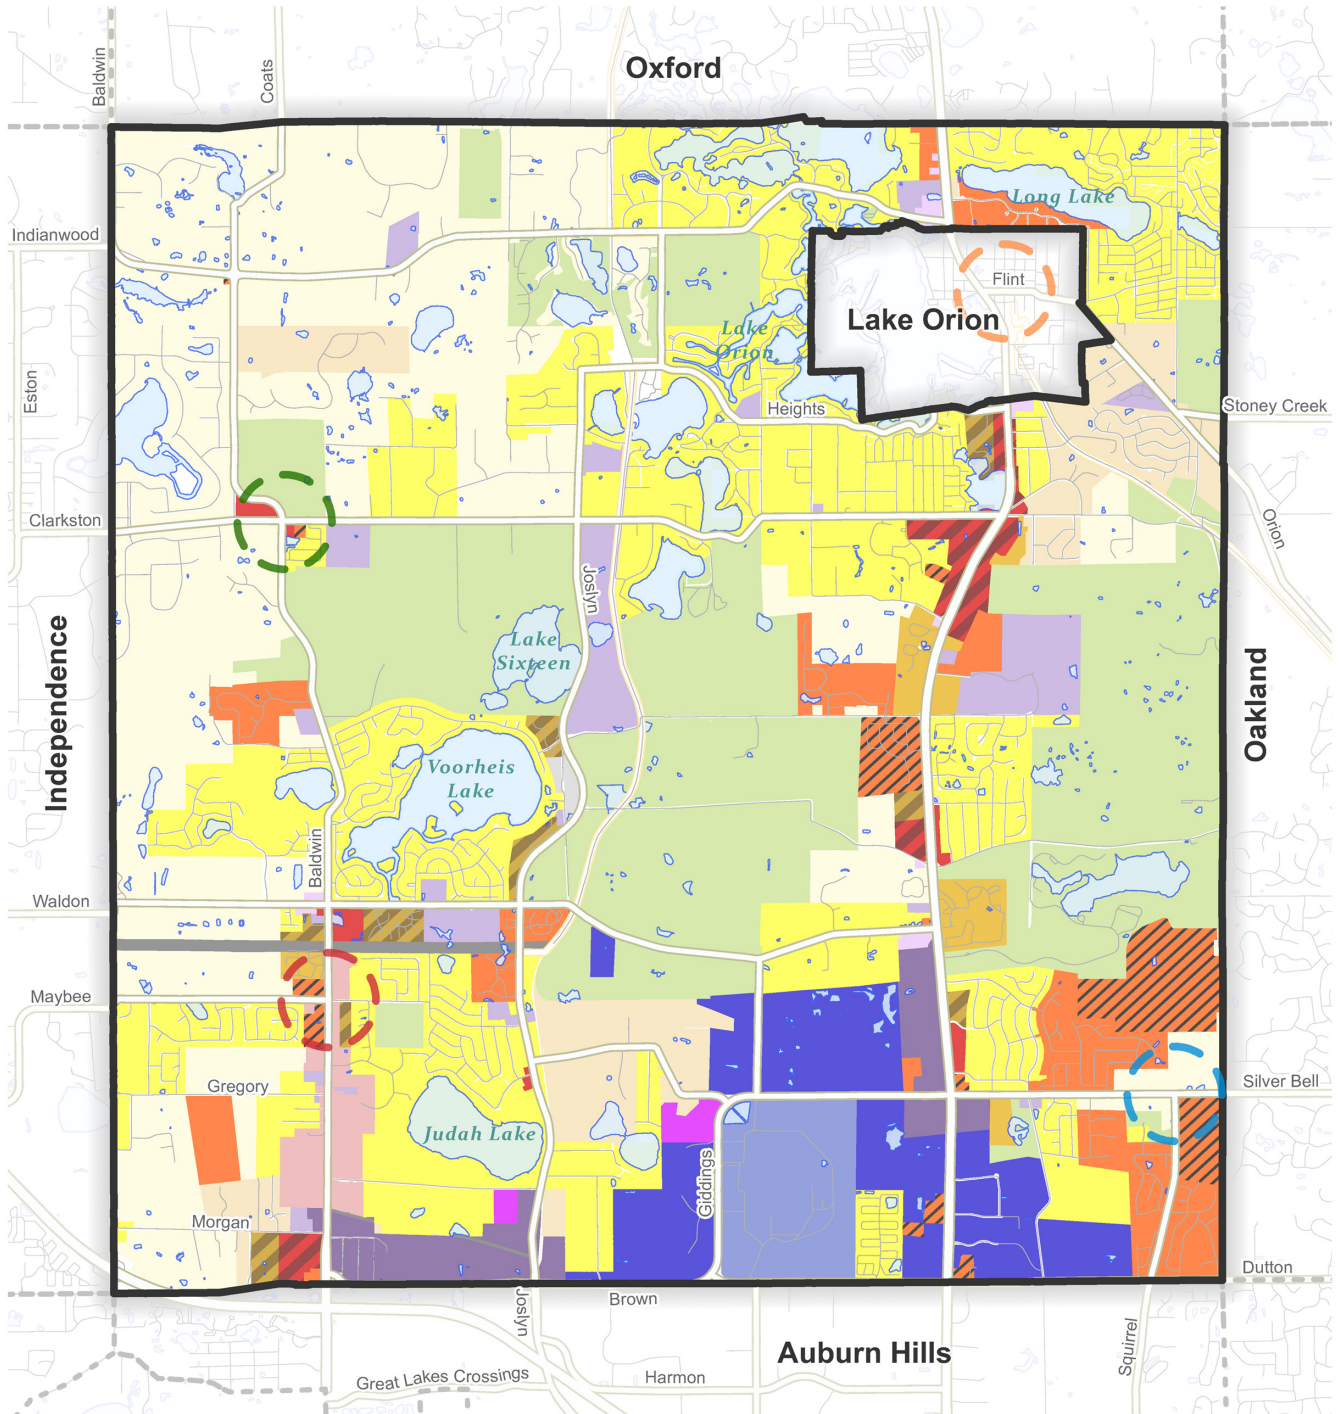 Oxford
Baldwin
Coats
Indianwood
Long Lake
Flint
Lake Orion
Lake
Orion
Eston
Heights
Stoney Creek
Clarkston
Orion
Joslyn
Independence
Lake
Sixteen
Oakland
Voorheis
Lake
Baldwin
Waldon
Maybee
Gregory
Silver Bell
Judah Lake
Giddings
Morgan
Dutton
Joslyn
Brown
Squirrel
Auburn Hills
Great Lakes Crossings
Harmon